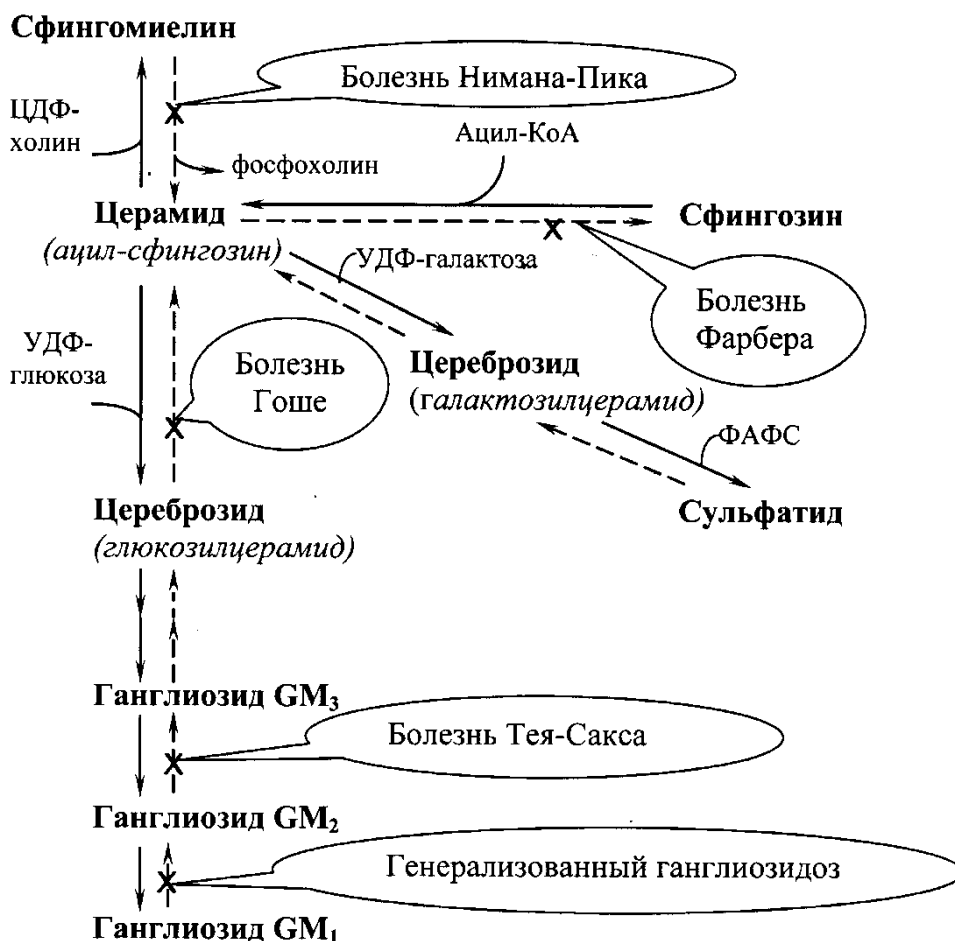 Сфингомиелин
Болезнь Нимана-Пика
ЦДФ-
холин
Ацил-КоА
фосфохолин
Церамид
Сфингозин
(ацил-сфингозин)
УДФ-галактоза
Болезнь
Фарбера
УДФ-
глюкоза
Болезнь
Гоше
Цереброзид
(галактозилцерамид)
ФАФС
Цереброзид
Сульфатид
(глюкозилцерамид)
Ганглиозид GM₃
Болезнь Тея-Сакса
Ганглиозид GM₂
Генерализованный ганглиозидоз
Ганглиозид GM₁